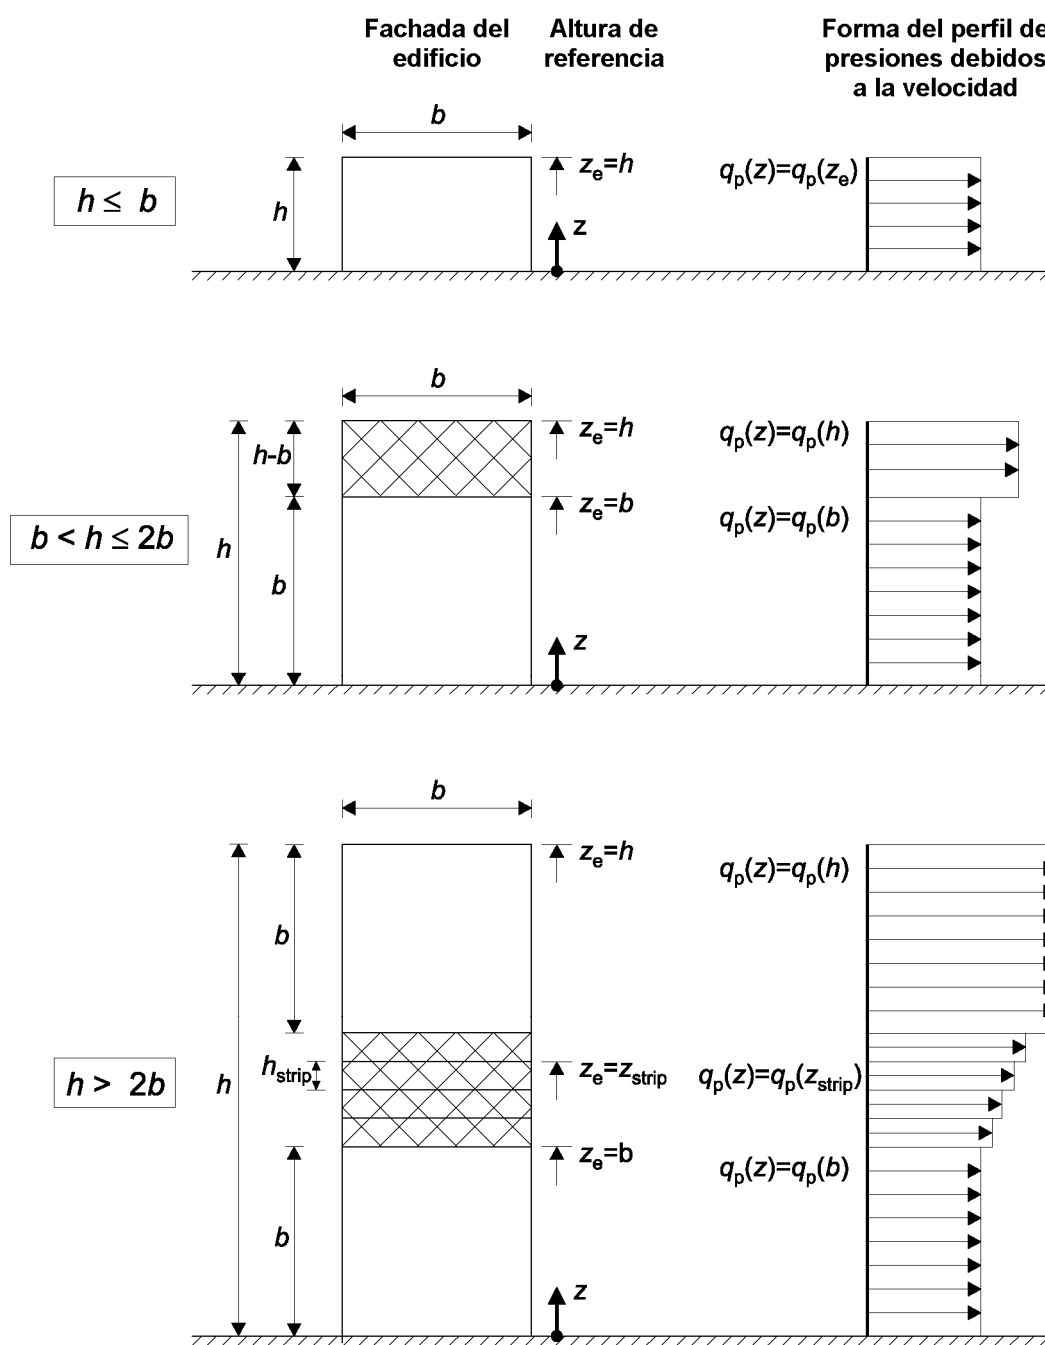 Fachada del
edificio
Altura de
referencia
Forma del perfil de
presiones debidos
a la velocidad
h ≤ b
b
h
z_e=h
z
q_p(z)=q_p(z_e)
b < h ≤ 2b
b
h
h-b
b
z_e=h
z_e=b
z
q_p(z)=q_p(h)
q_p(z)=q_p(b)
h > 2b
b
h
b
h_strip
b
z_e=h
z_e=z_strip
z_e=b
z
q_p(z)=q_p(h)
q_p(z)=q_p(z_strip)
q_p(z)=q_p(b)